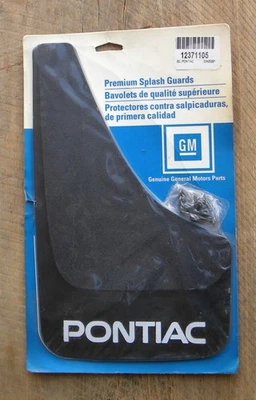 12371105
Premium Splash Guards
Bavolets de qualité supérieure
Protectores contra salpicaduras,
de primera calidad
GM
Genuine General Motors Parts
PONTIAC